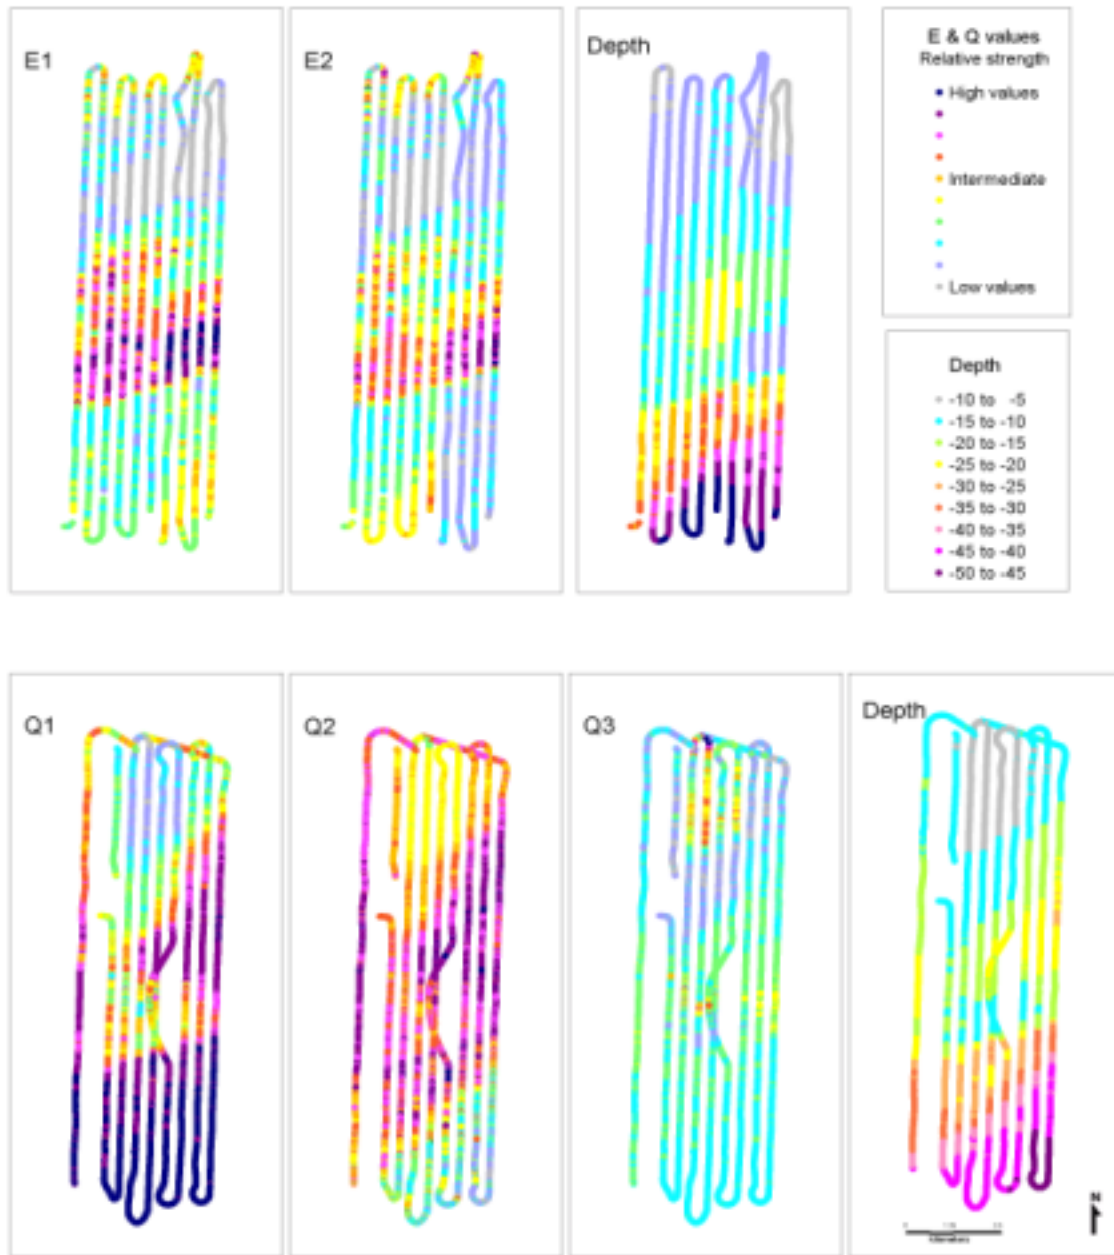 E1
E2
Depth
E & Q values
Relative strength
High values
Intermediate
Low values
Depth
-10 to -5
-15 to -10
-20 to -15
-25 to -20
-30 to -25
-35 to -30
-40 to -35
-45 to -40
-50 to -45
Q1
Q2
Q3
Depth
N